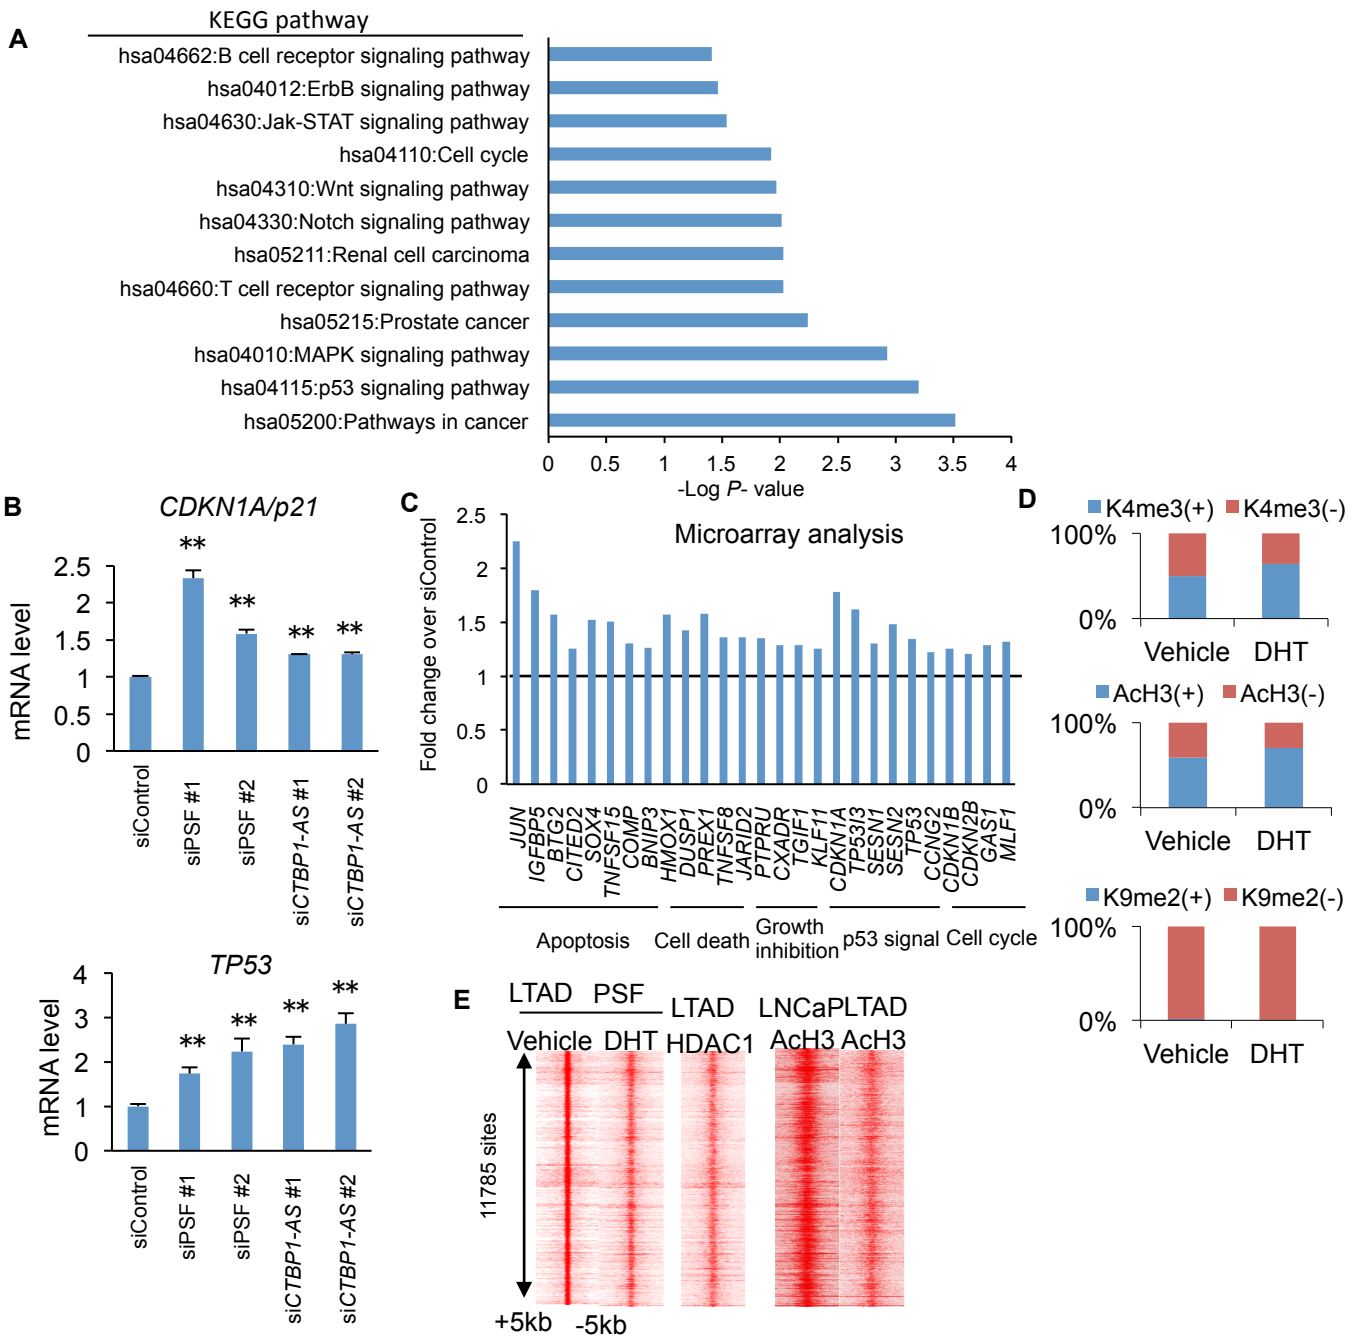 A
KEGG pathway
hsa04662:B cell receptor signaling pathway
hsa04012:ErbB signaling pathway
hsa04630:Jak-STAT signaling pathway
hsa04110:Cell cycle
hsa04310:Wnt signaling pathway
hsa04330:Notch signaling pathway
hsa05211:Renal cell carcinoma
hsa04660:T cell receptor signaling pathway
hsa05215:Prostate cancer
hsa04010:MAPK signaling pathway
hsa04115:p53 signaling pathway
hsa05200:Pathways in cancer
0 0.5 1 1.5 2 2.5 3 3.5 4
-Log P- value
B
CDKN1A/p21
mRNA level
2.5
2
1.5
1
0.5
0
** ** ** **
siControl
siPSF #1
siPSF #2
siCTBP1-AS #1
siCTBP1-AS #2
TP53
mRNA level
4
3
2
1
0
** ** ** **
siControl
siPSF #1
siPSF #2
siCTBP1-AS #1
siCTBP1-AS #2
C
Microarray analysis
Fold change over siControl
2.5
2
1.5
1
0.5
0
JUN
IGFBP5
BTG2
CITED2
SOX4
TNFSF15
COMP
BNIP3
HMOX1
DUSP1
PREX1
TNFSF8
JARID2
PTPRU
CXADR
TGIF1
KLF11
CDKN1A
TP53I3
SESN1
SESN2
TP53
CCNG2
CDKN1B
CDKN2B
GAS1
MLF1
Apoptosis
Cell death
Growth
inhibition
p53 signal
Cell cycle
D
K4me3(+) K4me3(-)
100%
0%
Vehicle DHT
AcH3(+) AcH3(-)
100%
0%
Vehicle DHT
K9me2(+) K9me2(-)
100%
0%
Vehicle DHT
E
LTAD PSF
Vehicle DHT
LTAD
HDAC1
LNCaP
AcH3
LTAD
AcH3
11785 sites
+5kb -5kb